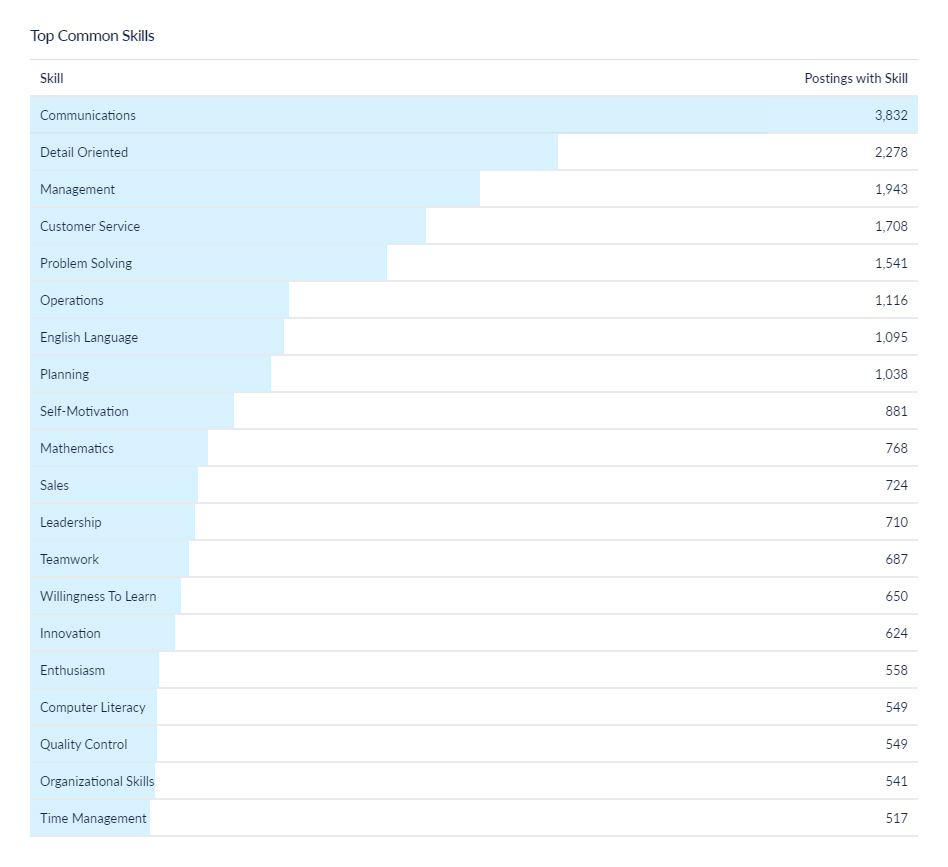 Top Common Skills
Skill Postings with Skill
Communications 3,832
Detail Oriented 2,278
Management 1,943
Customer Service 1,708
Problem Solving 1,541
Operations 1,116
English Language 1,095
Planning 1,038
Self-Motivation 881
Mathematics 768
Sales 724
Leadership 710
Teamwork 687
Willingness To Learn 650
Innovation 624
Enthusiasm 558
Computer Literacy 549
Quality Control 549
Organizational Skills 541
Time Management 517